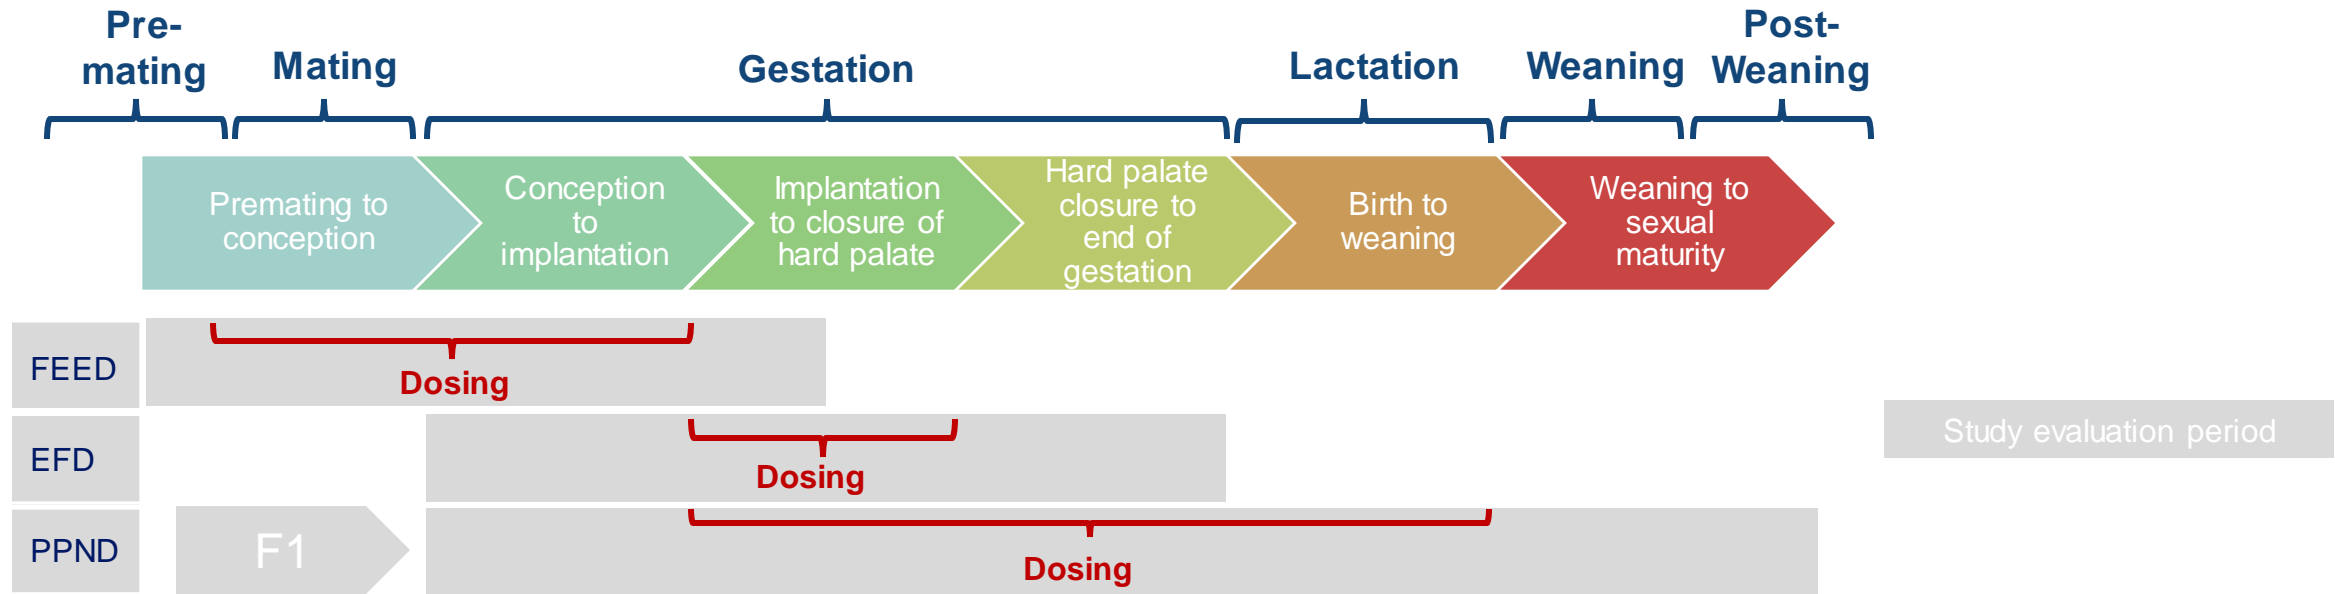 Pre-
mating
Mating
Gestation
Lactation
Weaning
Post-
Weaning
Premating to
conception
Conception
to
implantation
Implantation
to closure of
hard palate
Hard palate
closure to
end of
gestation
Birth to
weaning
Weaning to
sexual
maturity
FEED
Dosing
EFD
Dosing
Study evaluation period
PPND
F1
Dosing